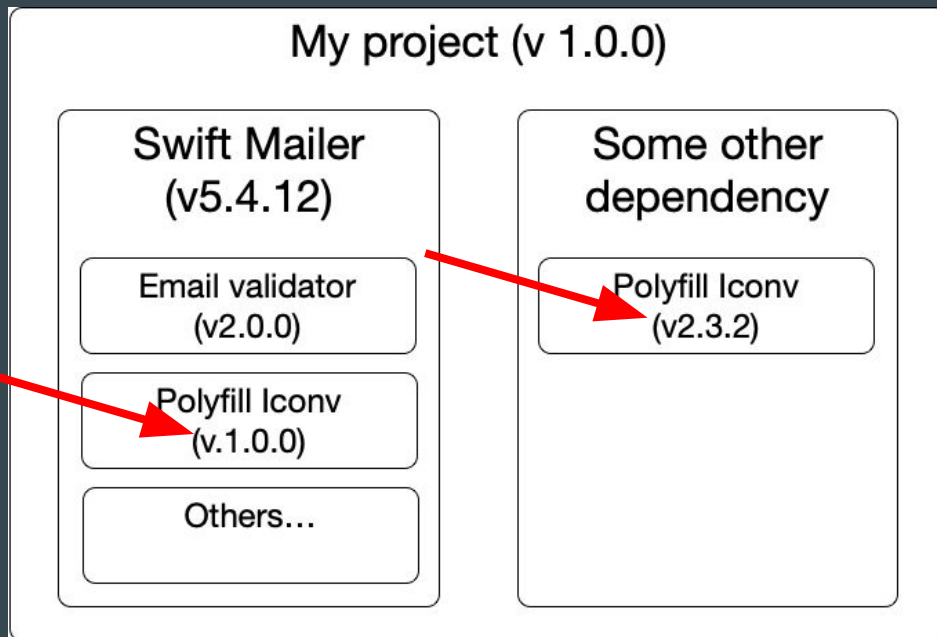 My project (v 1.0.0)
Swift Mailer
(v5.4.12)
Email validator
(v2.0.0)
Polyfill Iconv
(v.1.0.0)
Others...
Some other
dependency
Polyfill Iconv
(v2.3.2)